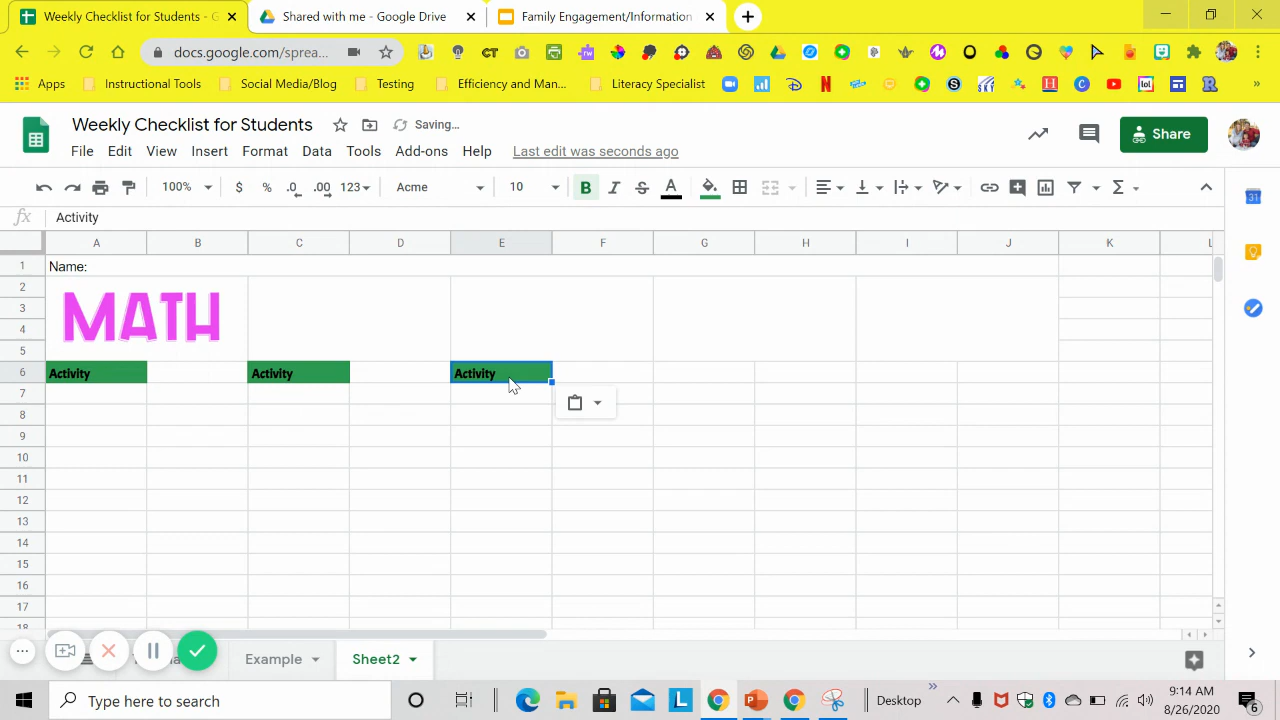 Weekly Checklist for Students - G
Shared with me - Google Drive
Family Engagement/Information
docs.google.com/sprea...
Apps
Instructional Tools
Social Media/Blog
Testing
Efficiency and Man...
Literacy Specialist
Weekly Checklist for Students
Saving...
Share
File Edit View Insert Format Data Tools Add-ons Help Last edit was seconds ago
100% $ % .0 .00 123 Acme 10 B I S A
fx Activity
A B C D E F G H I J K L
1 Name:
2
3 MATH
4
5
6 Activity Activity Activity
7
8
9
10
11
12
13
14
15
16
17
18
Example Sheet2
Type here to search
Desktop
9:14 AM
8/26/2020
6